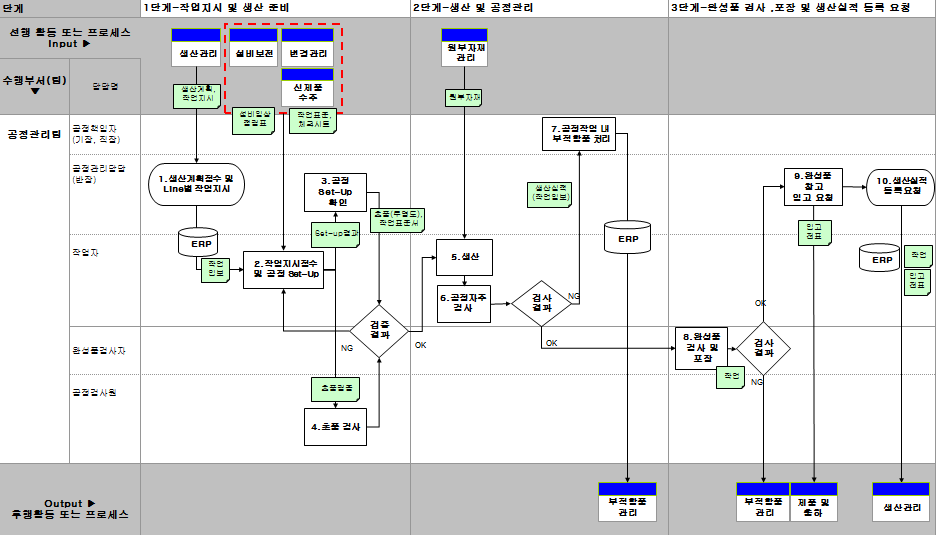 단계
1단계-작업지시 및 생산 준비
2단계-생산 및 공정관리
3단계-완성품 검사 ,포장 및 생산실적 등록 요청
선행 활동 또는 프로세스
Input ▶
수행부서(팀)
▼
담당명
생산관리
설비보전
변경관리
신제품
수주
원부자재
관리
생산계획,
작업지시
설비일상
점검표
작업표준,
체크시트
원부자재
공정관리팀
공정책임자
(기장, 직장)
7.공정작업 내
부적합품 처리
공정관리담당
(반장)
1.생산계획접수 및
Line별 작업지시
3.공정
Set-Up
확인
생산실적
(작업일보)
9.완성품
창고
입고 요청
10.생산실적
등록요청
초품(투명도),
작업표준서
Set-up결과
입고
전표
ERP
ERP
작업자
작업
일보
2.작업지시접수
및 공정 Set-Up
5.생산
ERP
작업
입고
전표
6.공정자주
검사
검사
결과
NG
OK
검증
결과
NG
OK
OK
완성품검사자
8.완성품
검사 및
포장
검사
결과
작업
NG
공정검사원
초품검증
4.초품 검사
Output ▶
후행활동 또는 프로세스
부적합품
관리
부적합품
관리
제품 및
출하
생산관리